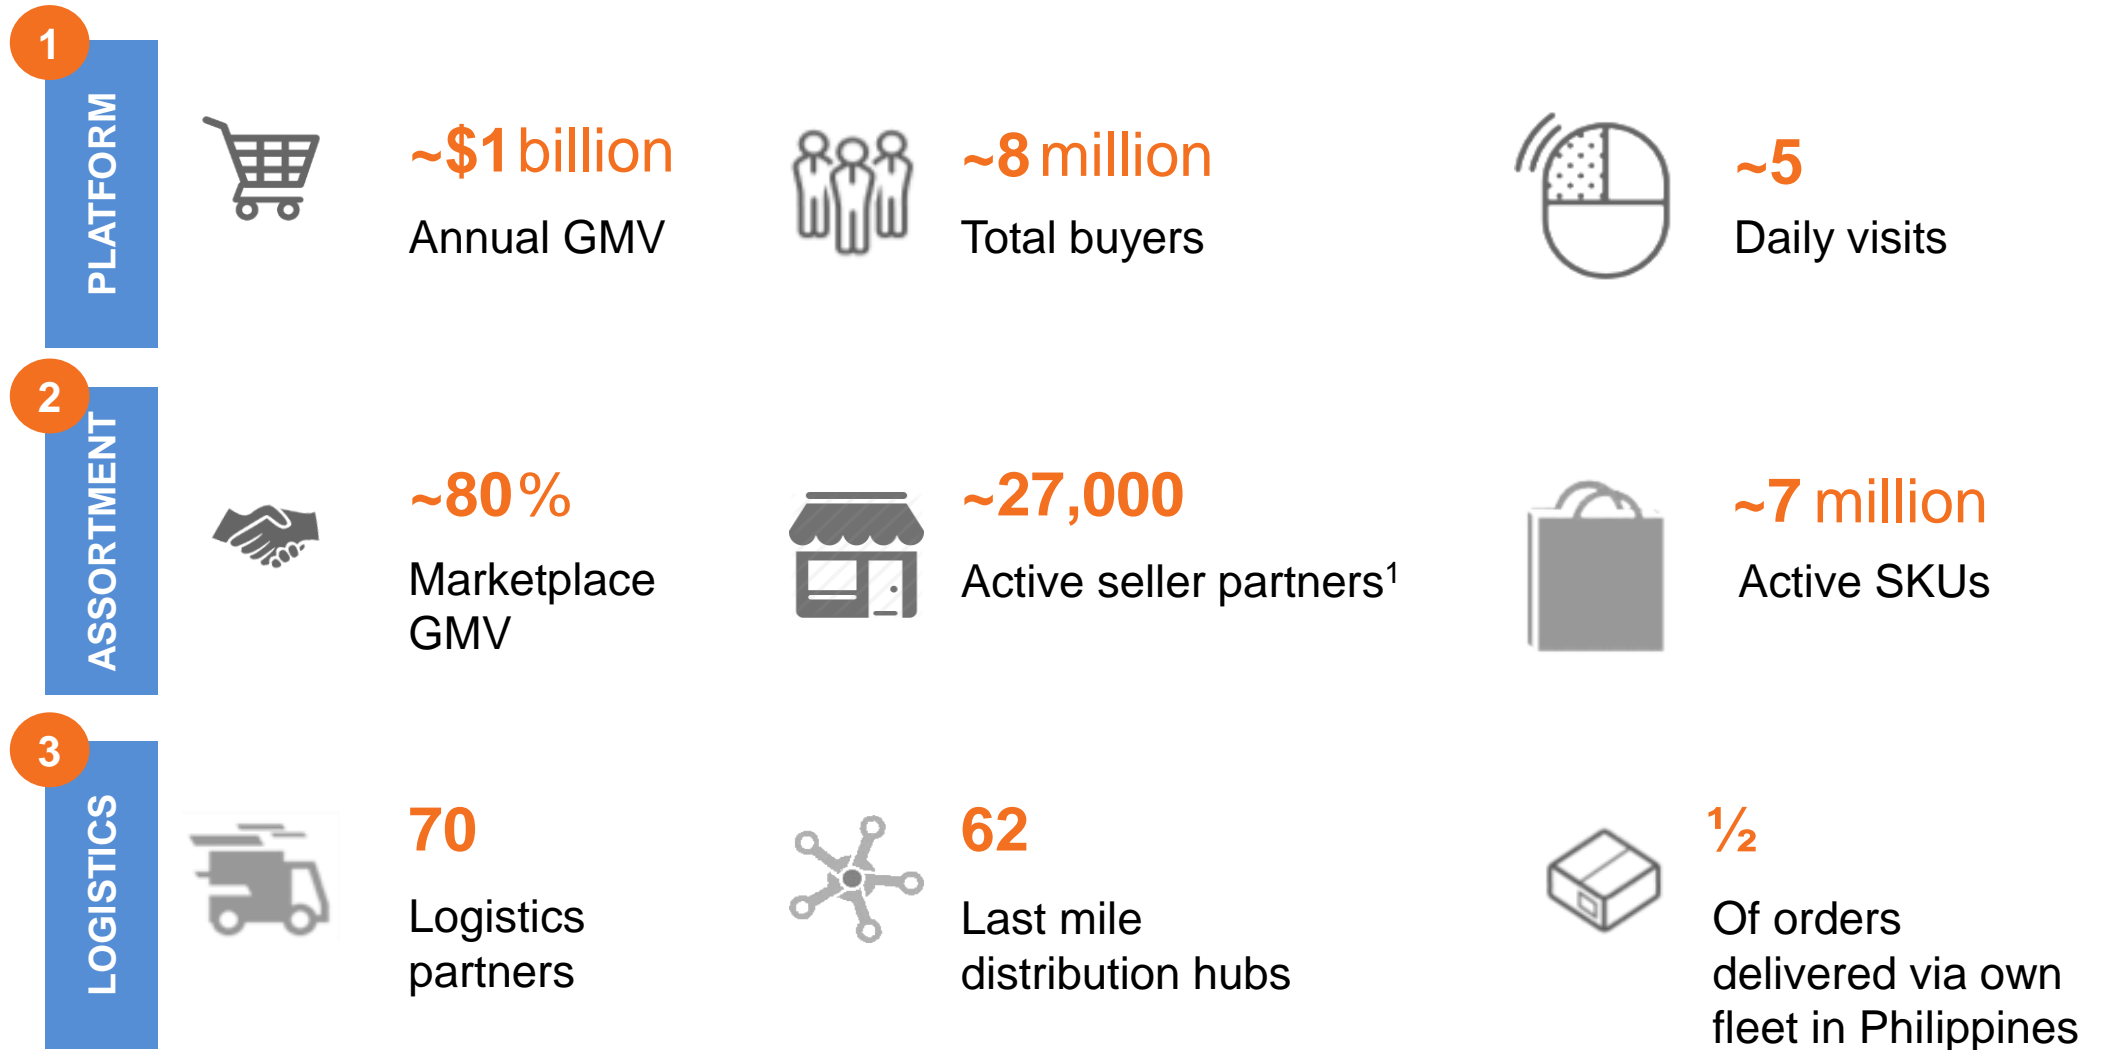 1
PLATFORM
~$1 billion
Annual GMV
~8 million
Total buyers
~5
Daily visits
2
ASSORTMENT
~80%
Marketplace
GMV
~27,000
Active seller partners¹
~7 million
Active SKUs
3
LOGISTICS
70
Logistics
partners
62
Last mile
distribution hubs
½
Of orders
delivered via own
fleet in Philippines